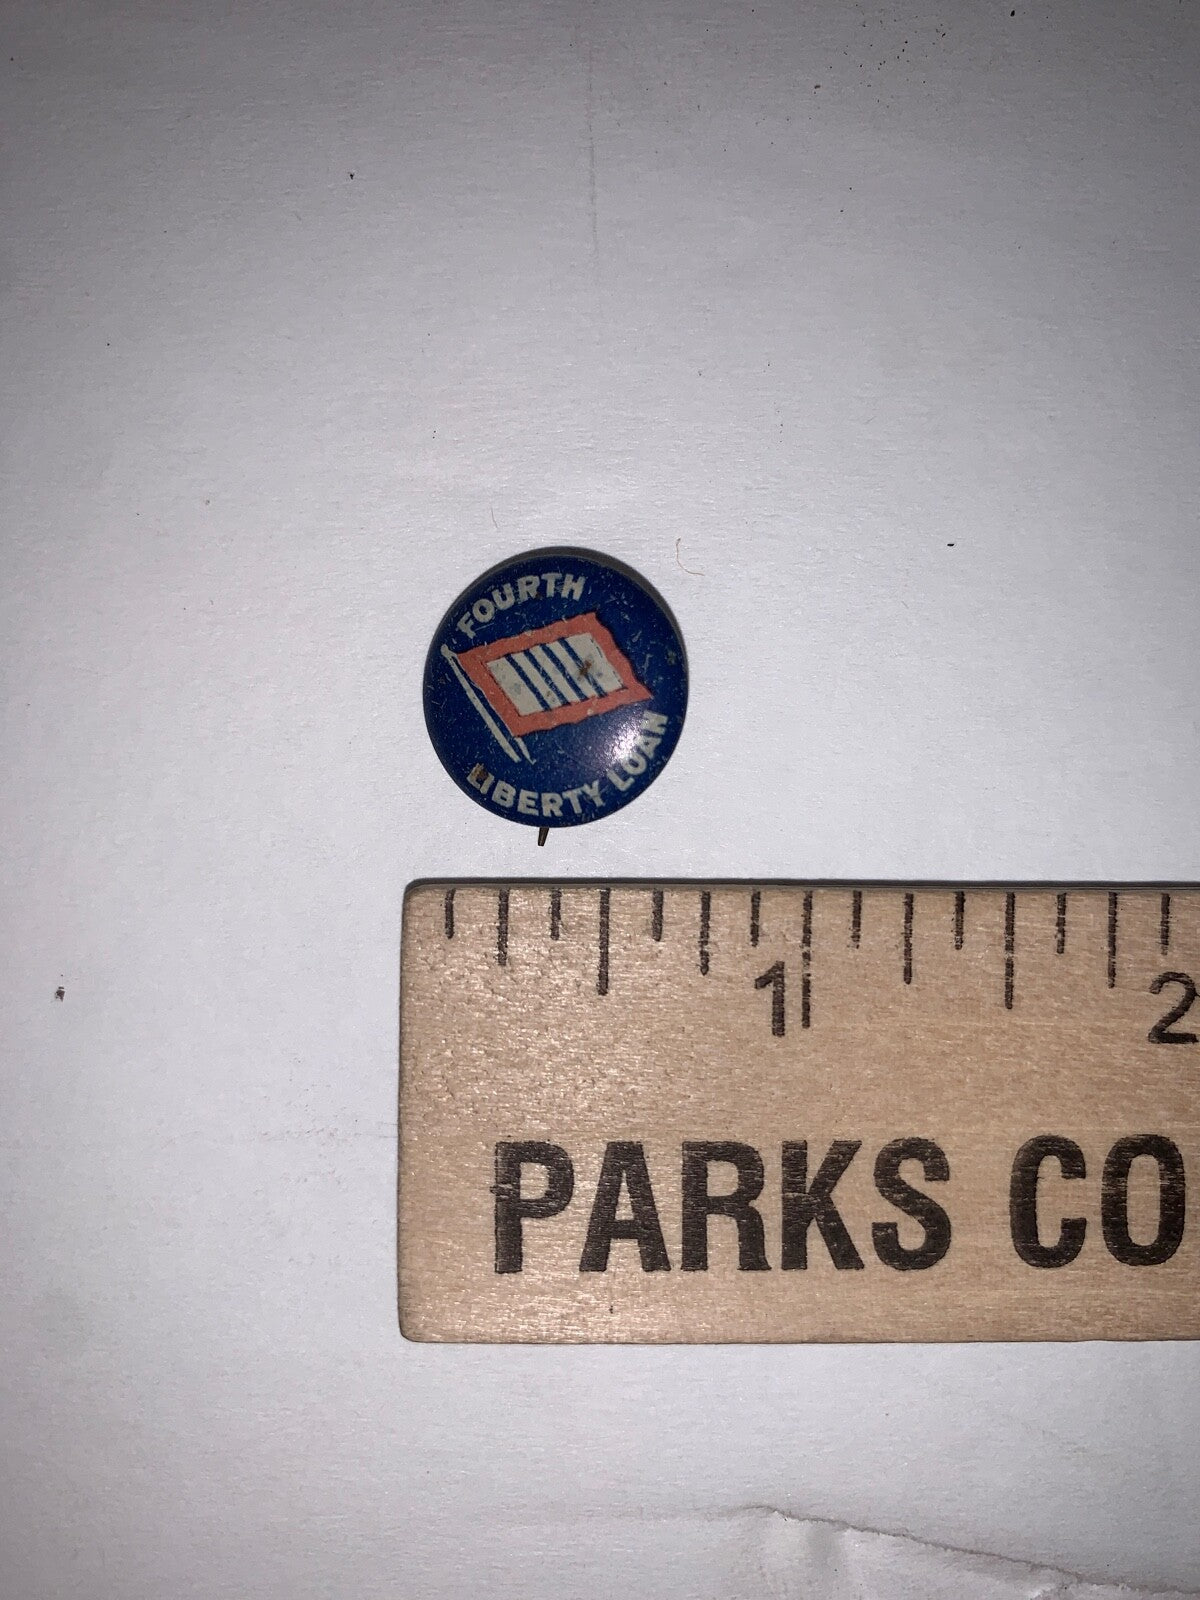 FOURTH
LIBERTY LOAN
1 2
PARKS CO